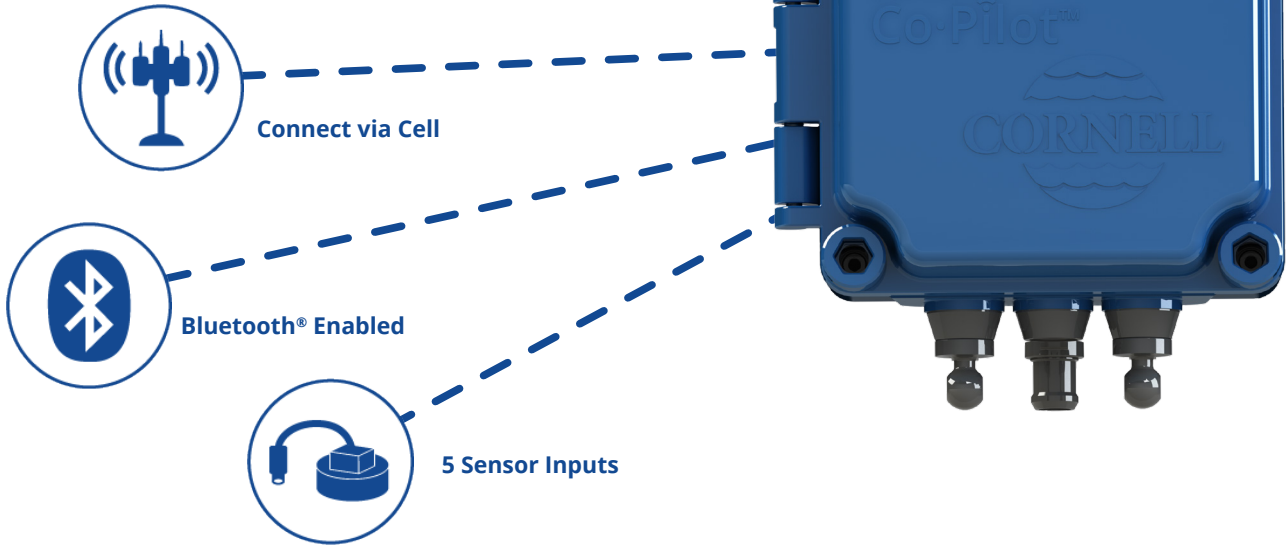 Co·Pilot™
CORNELL
Connect via Cell
Bluetooth® Enabled
5 Sensor Inputs